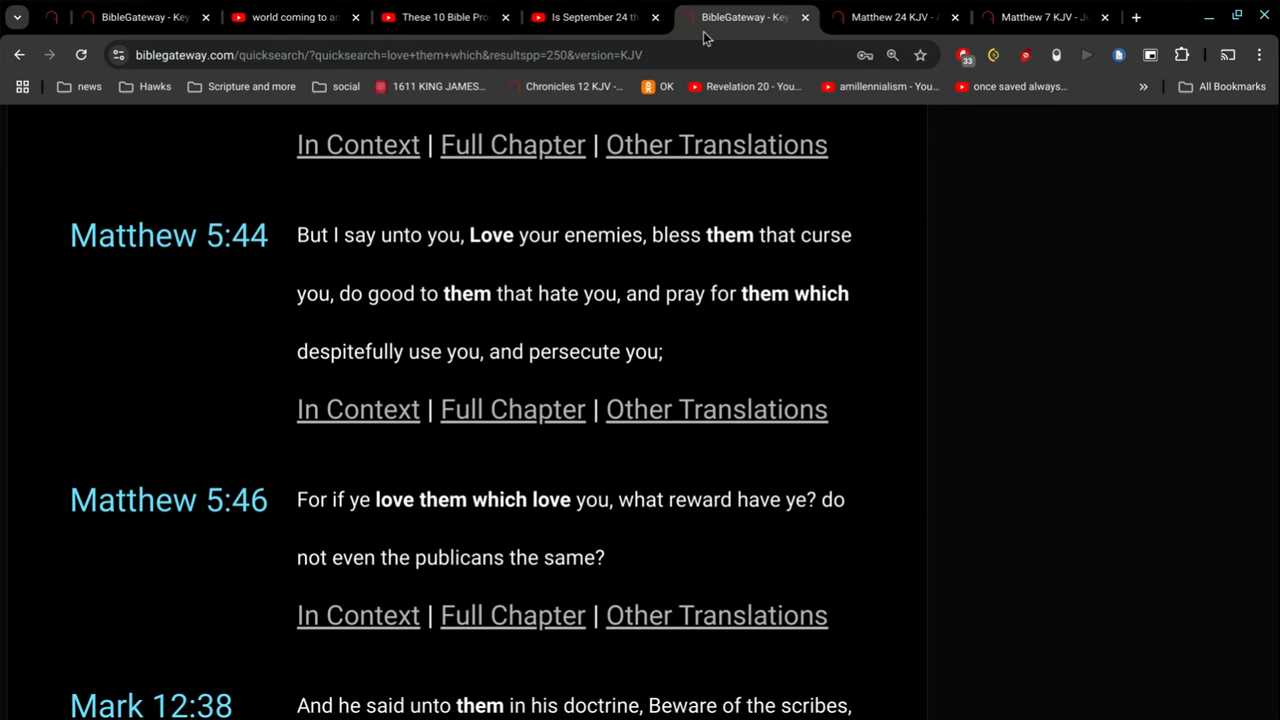 BibleGateway - Key
world coming to an
These 10 Bible Pro
Is September 24 th
BibleGateway - Key
Matthew 24 KJV - A
Matthew 7 KJV - Ju
biblegateway.com/quicksearch/?quicksearch=love+them+which&resultspp=250&version=KJV
33
news
Hawks
Scripture and more
social
1611 KING JAMES...
Chronicles 12 KJV -...
OK
Revelation 20 - You...
amillennialism - You...
once saved always...
»
All Bookmarks
In Context | Full Chapter | Other Translations
Matthew 5:44
But I say unto you, Love your enemies, bless them that curse
you, do good to them that hate you, and pray for them which
despitefully use you, and persecute you;
In Context | Full Chapter | Other Translations
Matthew 5:46
For if ye love them which love you, what reward have ye? do
not even the publicans the same?
In Context | Full Chapter | Other Translations
Mark 12:38
And he said unto them in his doctrine, Beware of the scribes,